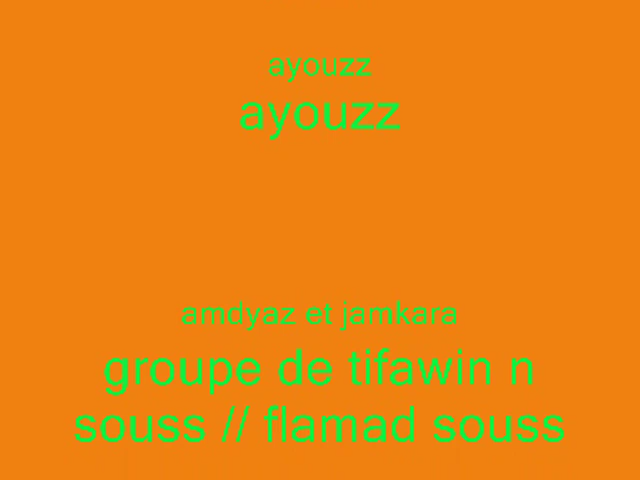 ayouzz
ayouzz
amdyaz et jamkara
groupe de tifawin n
souss // flamad souss